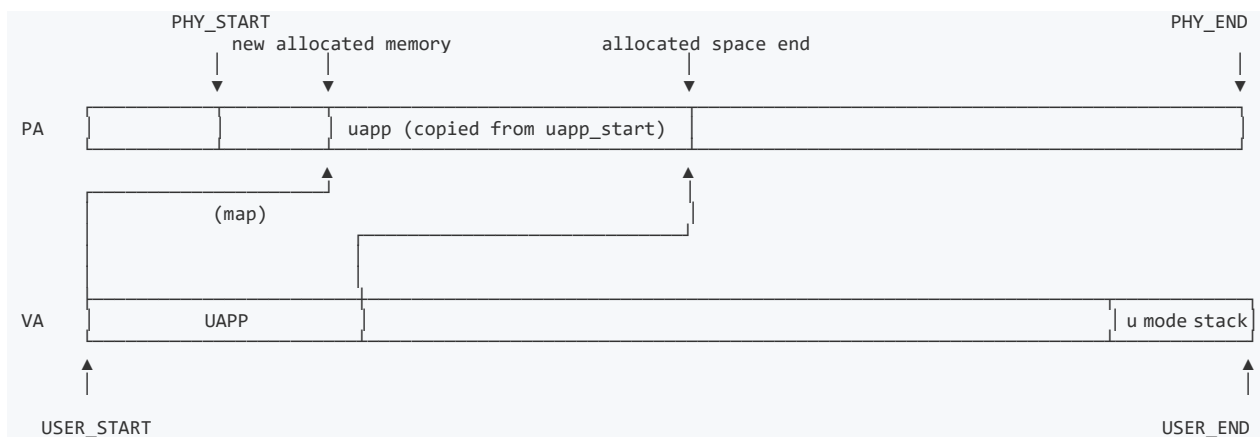 PHY_START PHY_END
new allocated memory allocated space end
PA uapp (copied from uapp_start)
(map)
VA UAPP u mode stack
USER_START USER_END